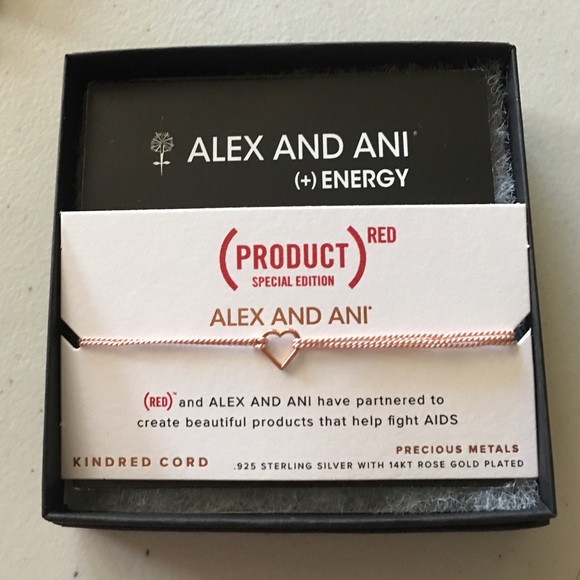 ALEX AND ANI®
(+) ENERGY
(PRODUCT)RED
SPECIAL EDITION
ALEX AND ANI®
(RED)™ and ALEX AND ANI have partnered to
create beautiful products that help fight AIDS
PRECIOUS METALS
KINDRED CORD .925 STERLING SILVER WITH 14KT ROSE GOLD PLATED